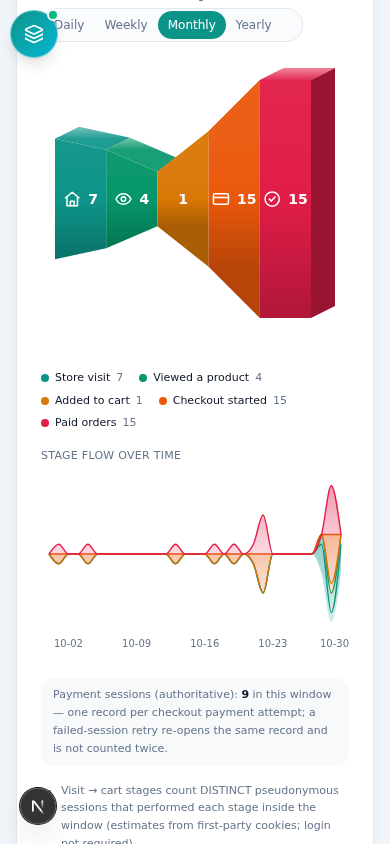 Daily Weekly Monthly Yearly
7 4 1 15 15
Store visit 7 Viewed a product 4
Added to cart 1 Checkout started 15
Paid orders 15
STAGE FLOW OVER TIME
10-02 10-09 10-16 10-23 10-30
Payment sessions (authoritative): 9 in this window
— one record per checkout payment attempt; a
failed-session retry re-opens the same record and
is not counted twice.
N
Visit → cart stages count DISTINCT pseudonymous
sessions that performed each stage inside the
window (estimates from first-party cookies; login
not required)